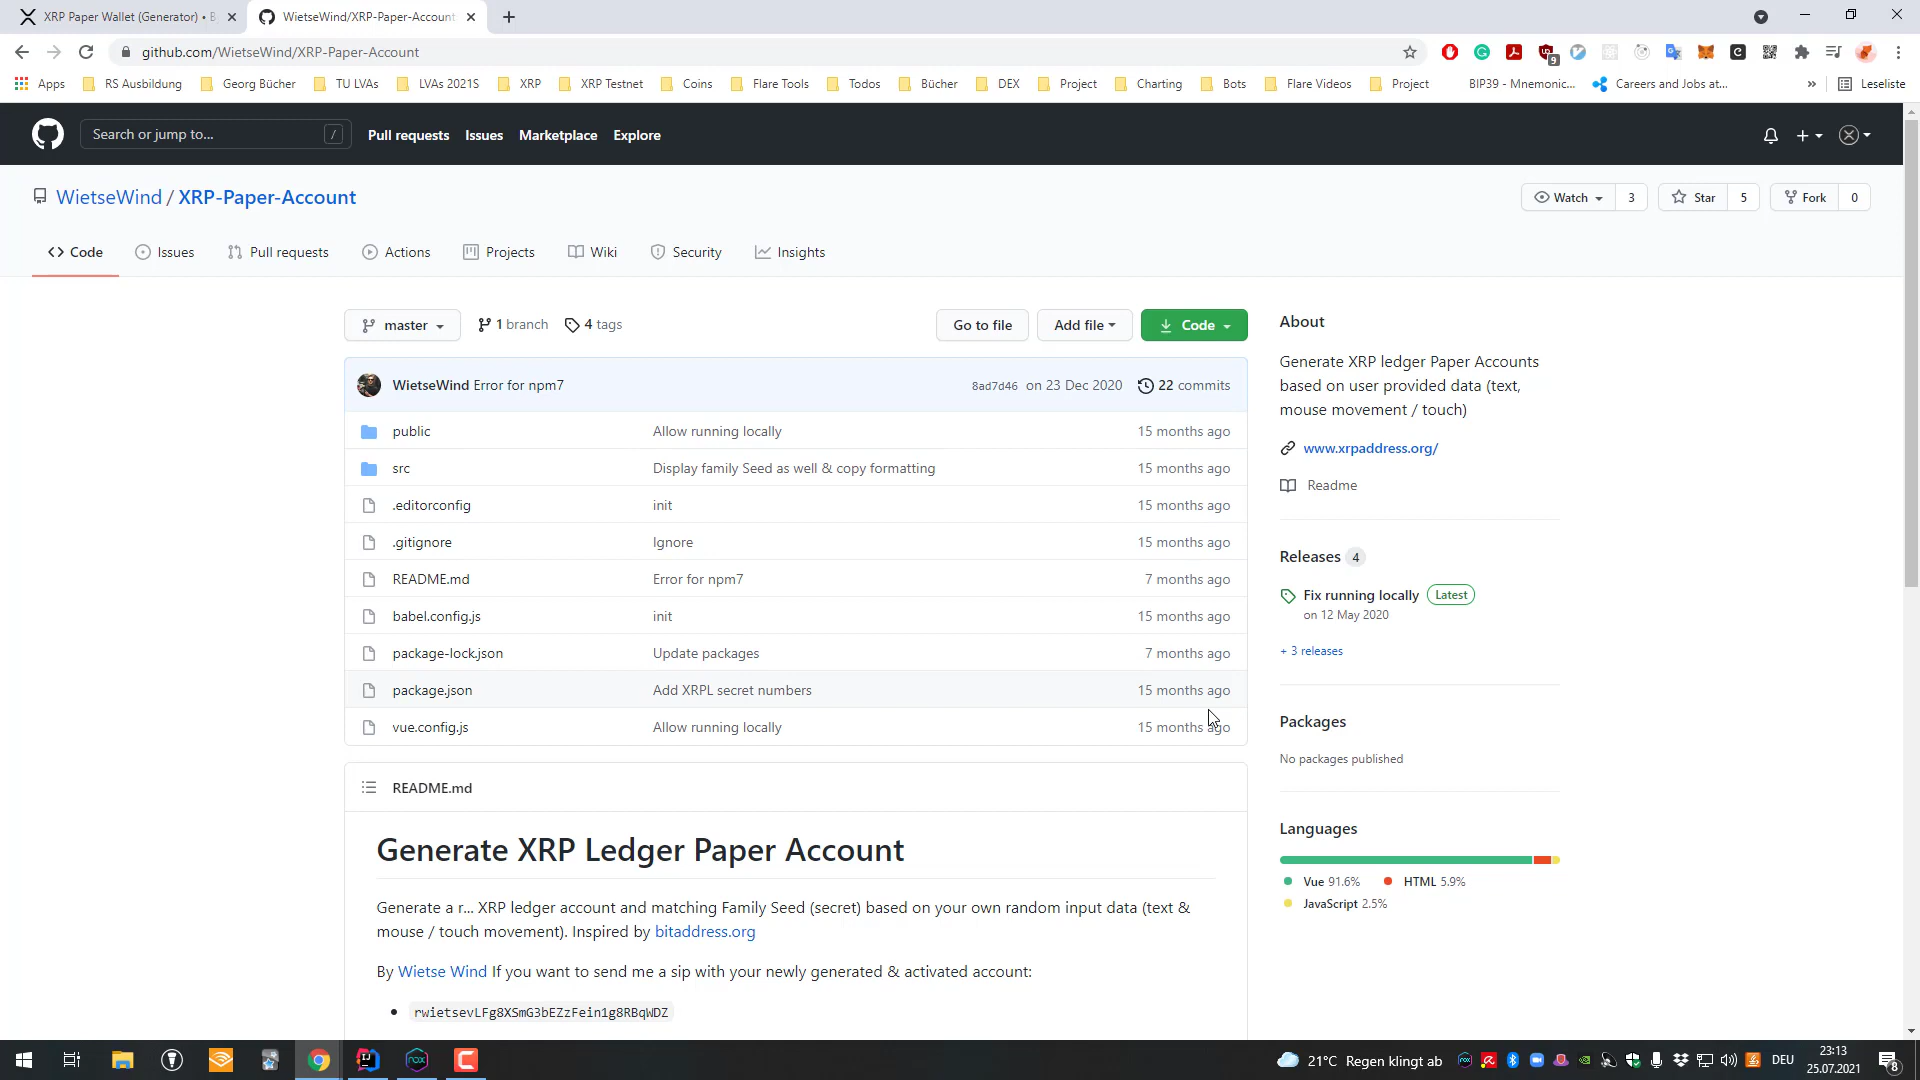 XRP Paper Wallet (Generator) • B
WietseWind/XRP-Paper-Account
github.com/WietseWind/XRP-Paper-Account
9
Apps RS Ausbildung Georg Bücher TU LVAs LVAs 2021S XRP XRP Testnet Coins Flare Tools Todos Bücher DEX Project Charting Bots Flare Videos Project BIP39 - Mnemonic... Careers and Jobs at... » Leseliste
Search or jump to... / Pull requests Issues Marketplace Explore
WietseWind / XRP-Paper-Account
Watch 3 Star 5 Fork 0
Code Issues Pull requests Actions Projects Wiki Security Insights
master 1 branch 4 tags Go to file Add file Code
WietseWind Error for npm7 8ad7d46 on 23 Dec 2020 22 commits
public Allow running locally 15 months ago
src Display family Seed as well & copy formatting 15 months ago
.editorconfig init 15 months ago
.gitignore Ignore 15 months ago
README.md Error for npm7 7 months ago
babel.config.js init 15 months ago
package-lock.json Update packages 7 months ago
package.json Add XRPL secret numbers 15 months ago
vue.config.js Allow running locally 15 months ago
README.md
Generate XRP Ledger Paper Account
Generate a r... XRP ledger account and matching Family Seed (secret) based on your own random input data (text &
mouse / touch movement). Inspired by bitaddress.org
By Wietse Wind If you want to send me a sip with your newly generated & activated account:
• rwietsevLFg8XSmG3bEZzFein1g8RBqWDZ
About
Generate XRP ledger Paper Accounts
based on user provided data (text,
mouse movement / touch)
www.xrpaddress.org/
Readme
Releases 4
Fix running locally Latest
on 12 May 2020
+ 3 releases
Packages
No packages published
Languages
Vue 91.6% HTML 5.9%
JavaScript 2.5%
21°C Regen klingt ab DEU
23:13
25.07.2021
8